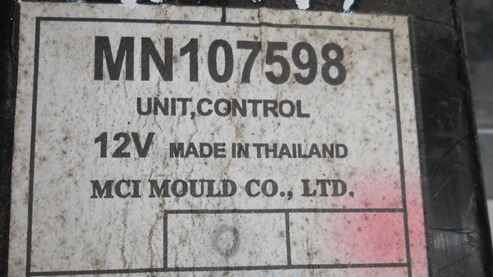 MN107598
UNIT,CONTROL
12V MADE IN THAILAND
MCI MOULD CO., LTD.